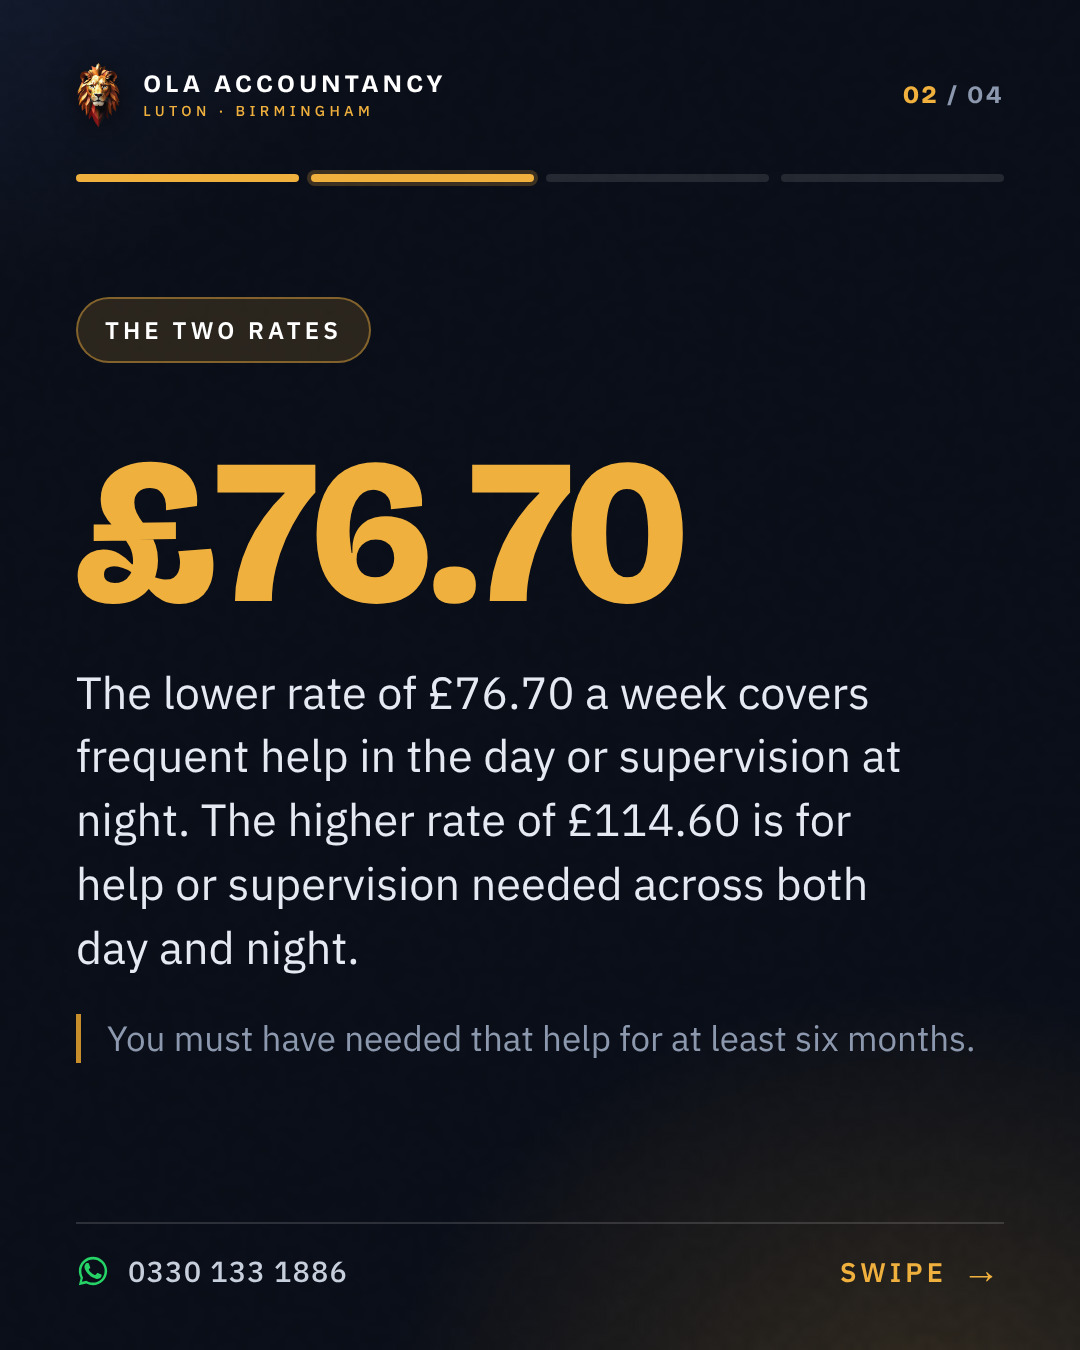 OLA ACCOUNTANCY
LUTON · BIRMINGHAM
02 / 04
THE TWO RATES
£76.70
The lower rate of £76.70 a week covers
frequent help in the day or supervision at
night. The higher rate of £114.60 is for
help or supervision needed across both
day and night.
You must have needed that help for at least six months.
0330 133 1886
SWIPE →